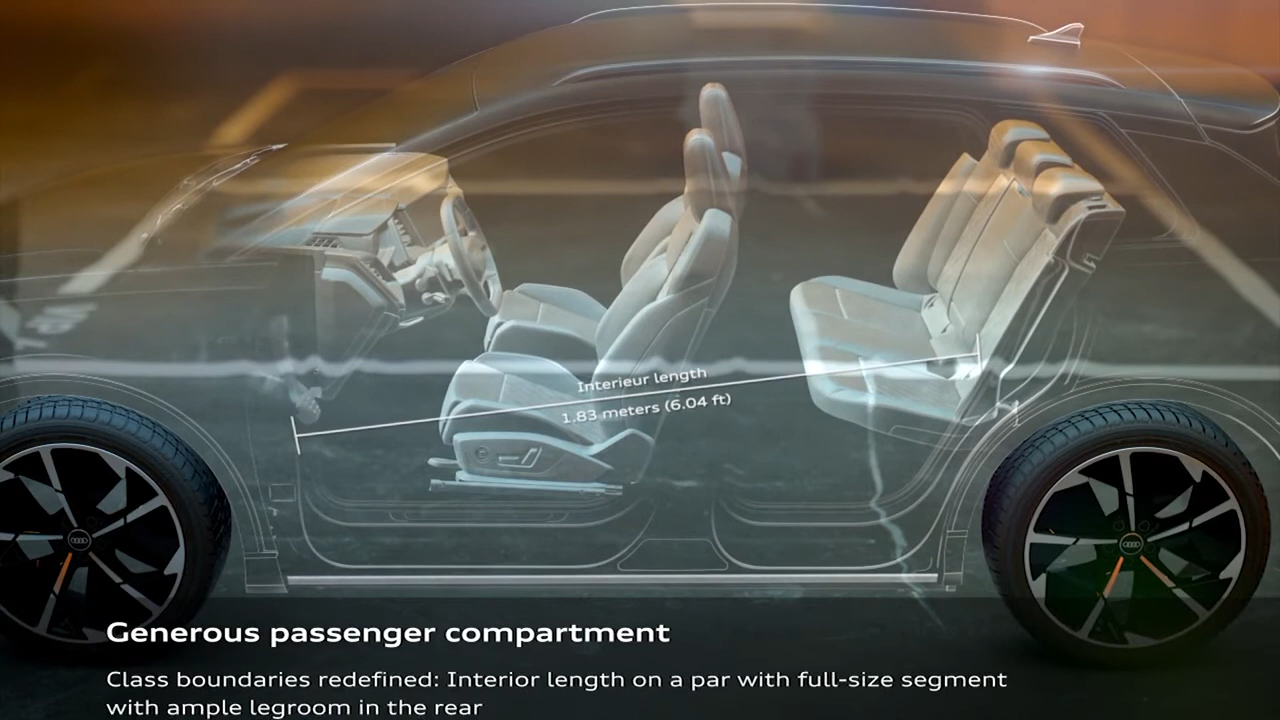 Interieur length
1.83 meters (6.04 ft)
Generous passenger compartment
Class boundaries redefined: Interior length on a par with full-size segment
with ample legroom in the rear